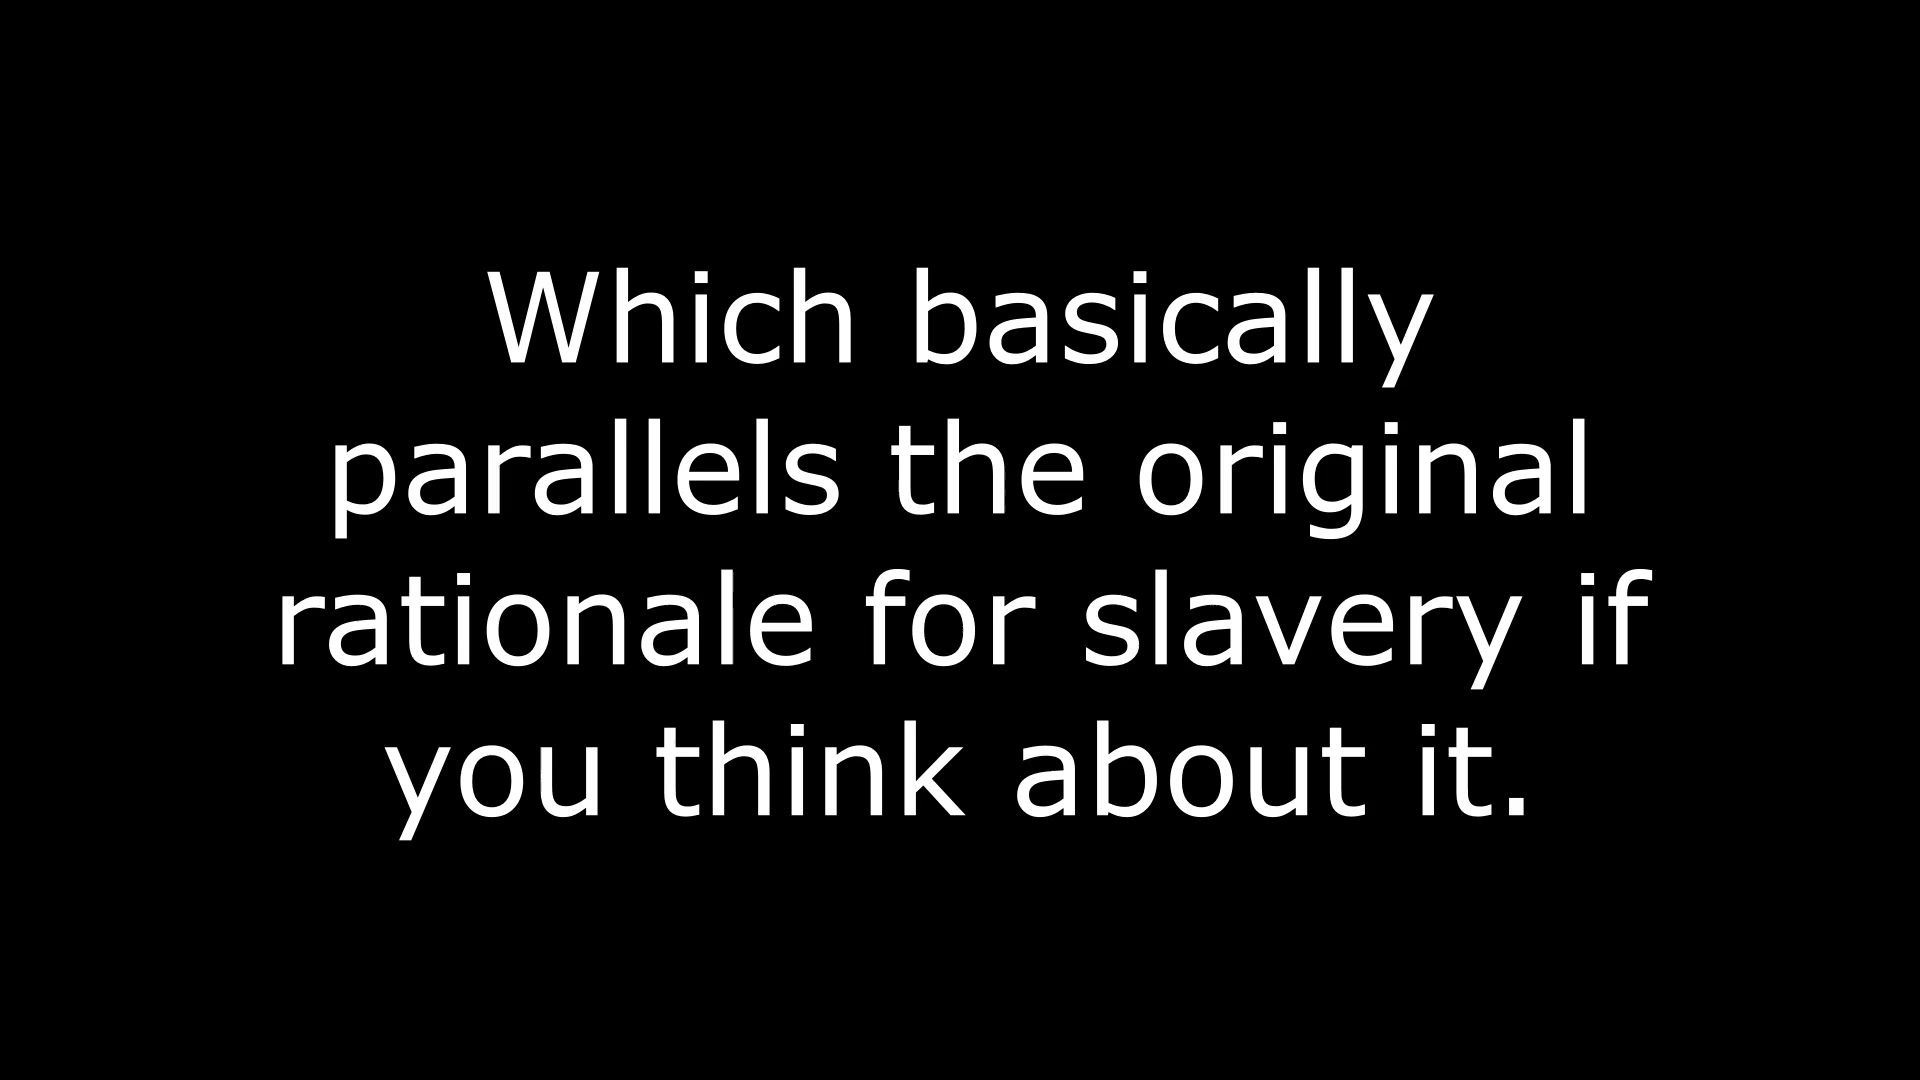 Which basically
parallels the original
rationale for slavery if
you think about it.